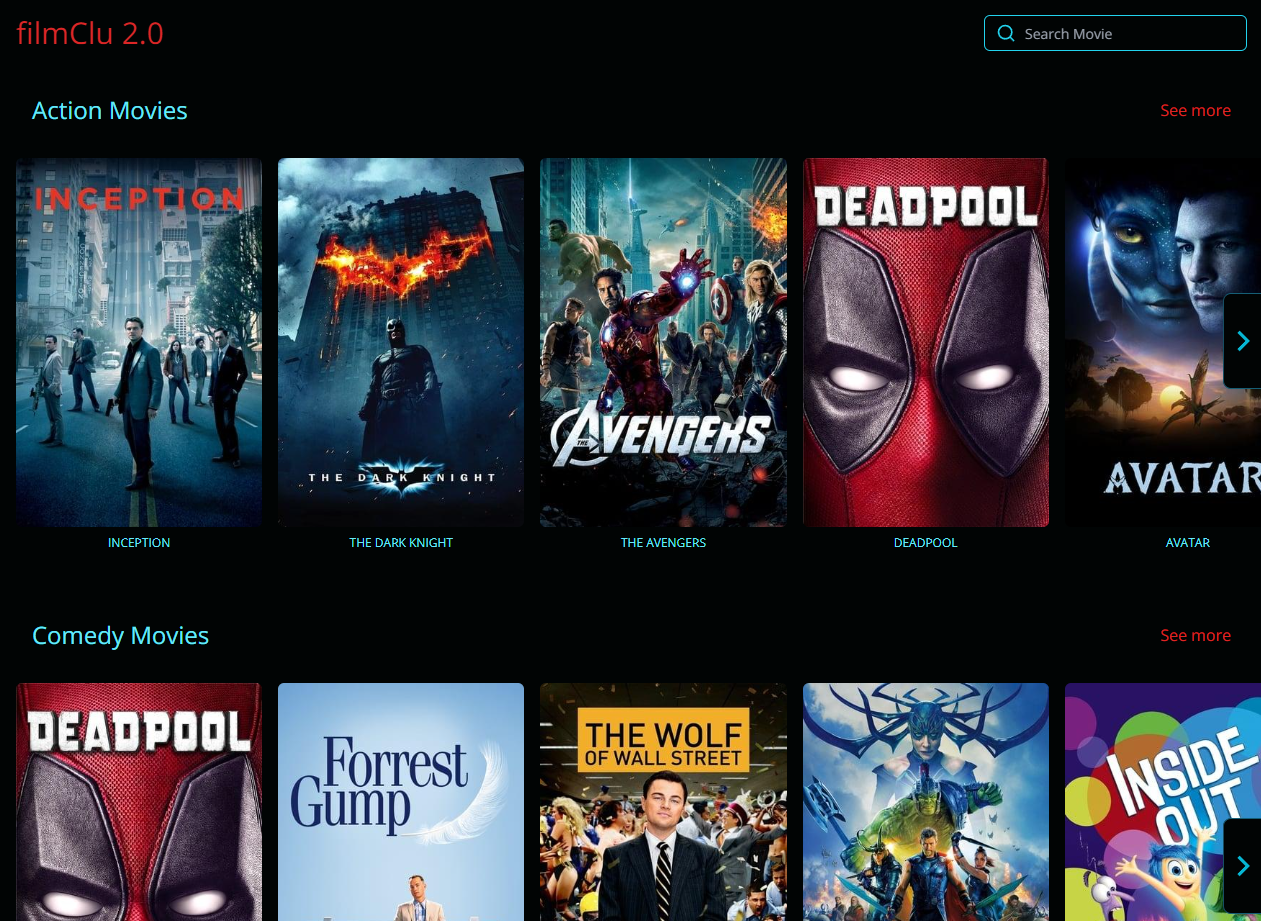 filmClu 2.0
Search Movie
Action Movies
See more
INCEPTION
THE DARK KNIGHT
THE AVENGERS
DEADPOOL
AVATAR
INCEPTION
THE DARK KNIGHT
THE AVENGERS
DEADPOOL
AVATAR
Comedy Movies
See more
DEADPOOL
Forrest
Gump
THE WOLF
OF WALL STREET
INSIDE
OUT